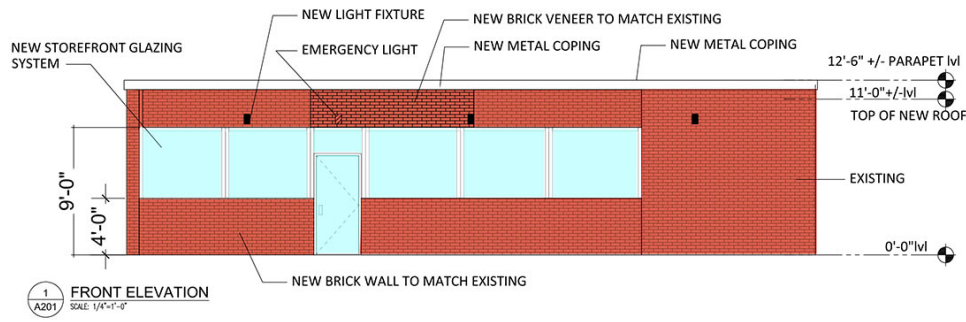 NEW LIGHT FIXTURE
NEW BRICK VENEER TO MATCH EXISTING
NEW STOREFRONT GLAZING
SYSTEM
EMERGENCY LIGHT
NEW METAL COPING
NEW METAL COPING
12'-6" +/- PARAPET lvl
11'-0"+/-lvl
TOP OF NEW ROOF
9'-0"
4'-0"
EXISTING
0'-0"lvl
NEW BRICK WALL TO MATCH EXISTING
1
A201
FRONT ELEVATION
SCALE: 1/4"=1'-0"